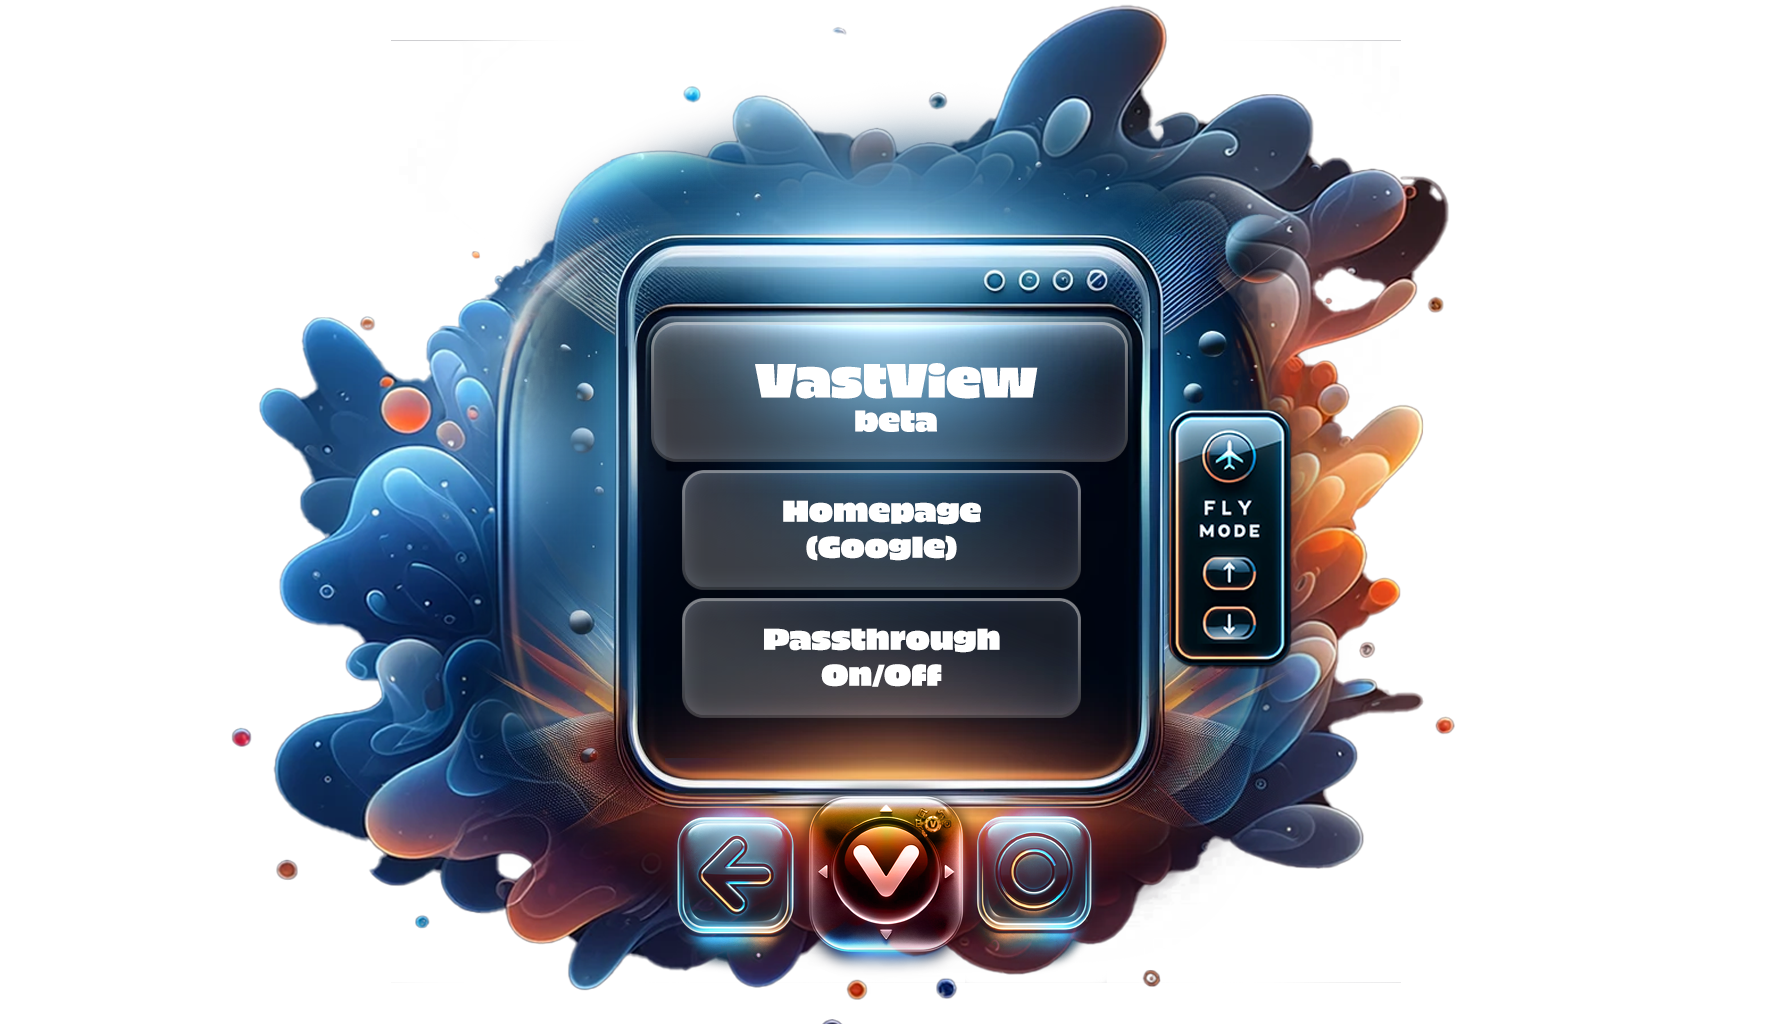 VastView
beta
Homepage
(Google)
Passthrough
On/Off
FLY
MODE
V